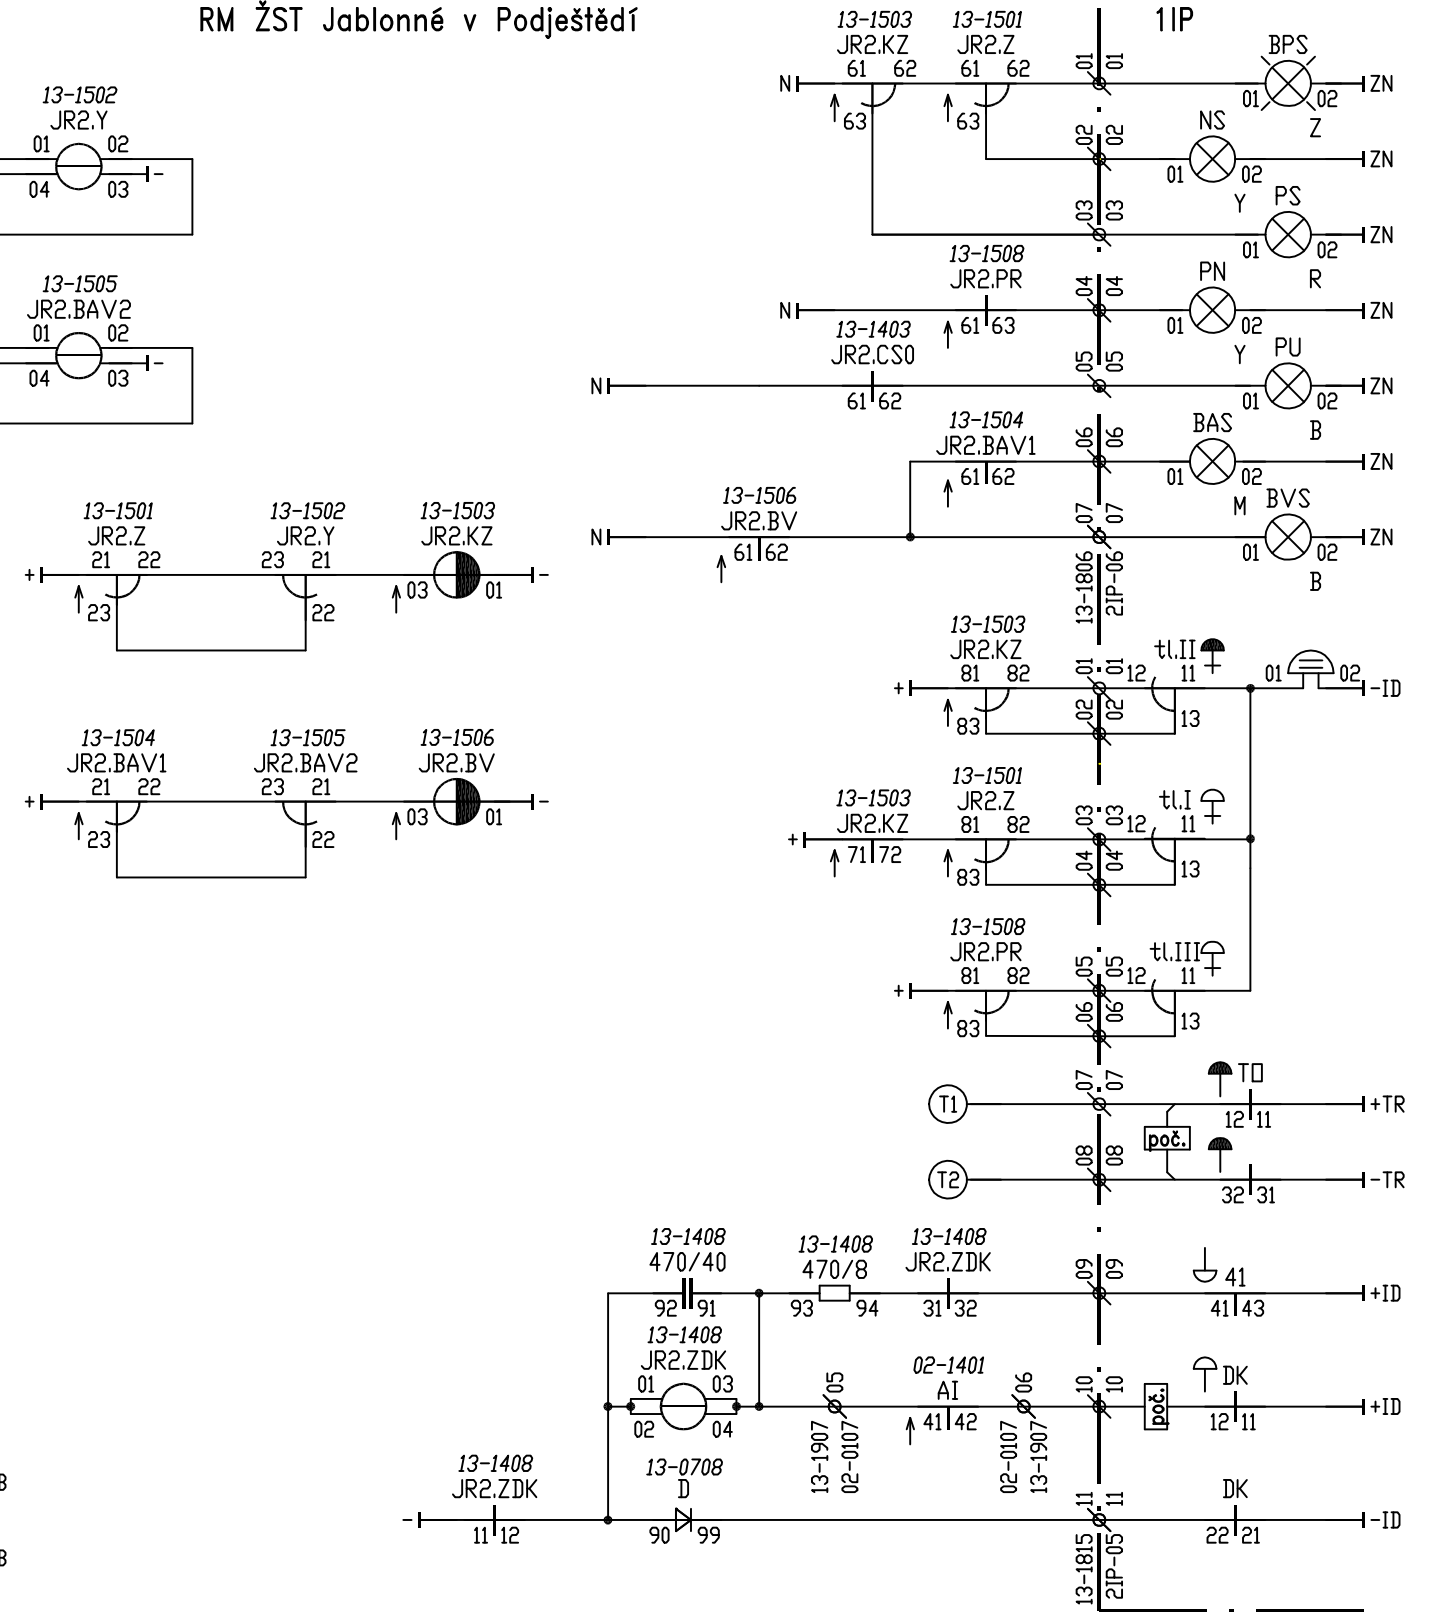 RM ŽST Jablonné v Podještědí
1IP
13-1503
JR2.KZ
61 62
63
13-1501
JR2.Z
61 62
63
N
01 01
BPS
01 02
Z
ZN
02 02
NS
01 02
Y
ZN
03 03
PS
01 02
R
ZN
13-1502
JR2.Y
01 02
04 03
-
13-1508
JR2.PR
N
61 63
04 04
PN
01 02
Y
ZN
13-1505
JR2.BAV2
01 02
04 03
-
13-1403
JR2.CS0
N
61 62
05 05
PU
01 02
B
ZN
13-1504
JR2.BAV1
61 62
06 06
BAS
01 02
M
ZN
13-1506
JR2.BV
N
61 62
07 07
BVS
01 02
B
ZN
13-1806
2IP-06
13-1501
JR2.Z
+
21 22
23
13-1502
JR2.Y
23 21
22
13-1503
JR2.KZ
03 01
-
13-1503
JR2.KZ
+
81 82
83
01 01
02 02
tl.II
12 11
13
01 02
-ID
13-1504
JR2.BAV1
+
21 22
23
13-1505
JR2.BAV2
23 21
22
13-1506
JR2.BV
03 01
-
13-1503
JR2.KZ
+
71 72
13-1501
JR2.Z
81 82
83
03 03
04 04
tl.I
12 11
13
13-1508
JR2.PR
+
81 82
83
05 05
06 06
tl.III
12 11
13
T1
07 07
TO
12 11
+TR
poč.
T2
08 08
32 31
-TR
13-1408
470/40
92 91
13-1408
470/8
93 94
13-1408
JR2.ZDK
31 32
09 09
41
41 43
+ID
13-1408
JR2.ZDK
01 03
02 04
05
13-1907
02-0107
02-1401
AI
41 42
06
02-0107
13-1907
10 10
poč.
DK
12 11
+ID
13-1408
JR2.ZDK
-
11 12
13-0708
D
90 99
11 11
DK
22 21
-ID
13-1815
2IP-05
B
B